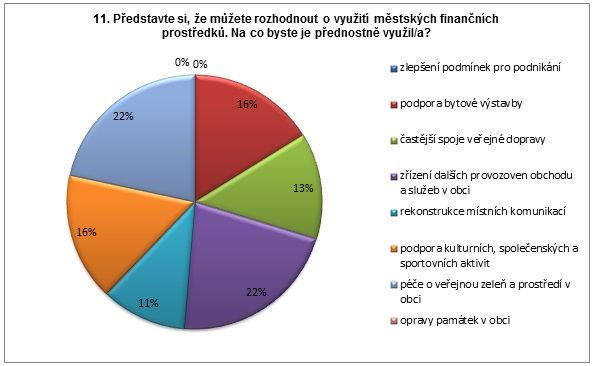 11. Představte si, že můžete rozhodnout o využití městských finančních
prostředků. Na co byste je přednostně využil/a?
0% 0%
16%
13%
22%
11%
16%
22%
zlepšení podmínek pro podnikání
podpora bytové výstavby
častější spoje veřejné dopravy
zřízení dalších provozoven obchodu
a služeb v obci
rekonstrukce místních komunikací
podpora kulturních, společenských a
sportovních aktivit
péče o veřejnou zeleň a prostředí v
obci
opravy památek v obci